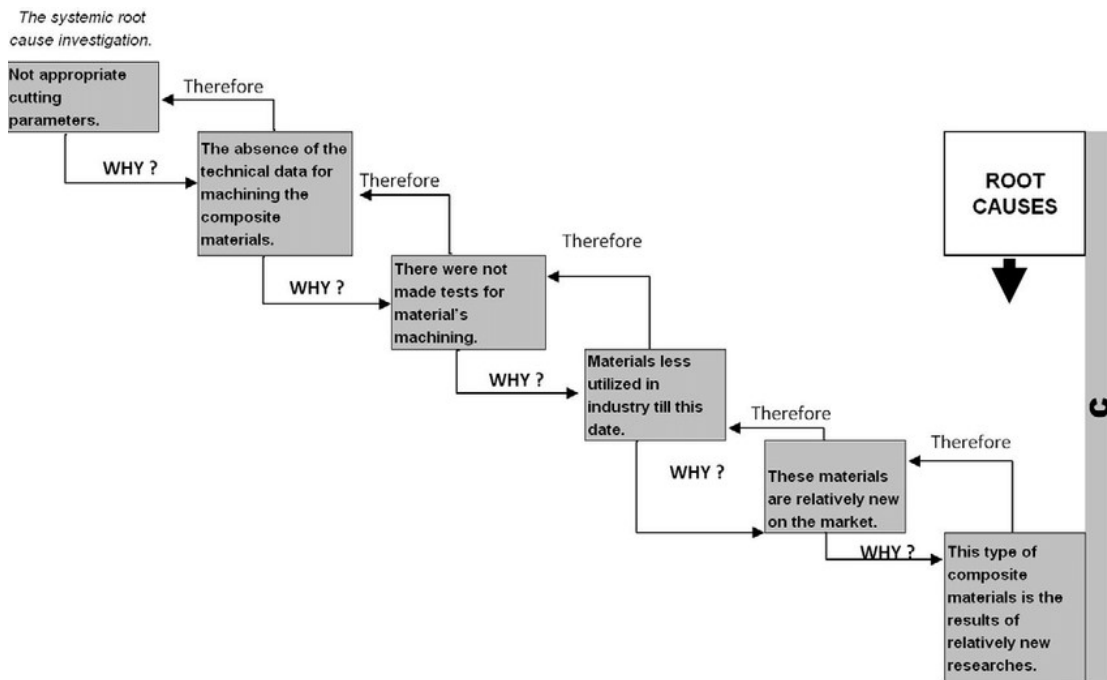 The systemic root
cause investigation.
Not appropriate
cutting
parameters.
Therefore
WHY ?
The absence of the
technical data for
machining the
composite
materials.
Therefore
WHY ?
There were not
made tests for
material's
machining.
Therefore
WHY ?
Materials less
utilized in
industry till this
date.
Therefore
WHY ?
These materials
are relatively new
on the market.
Therefore
WHY ?
This type of
composite
materials is the
results of
relatively new
researches.
ROOT
CAUSES
C